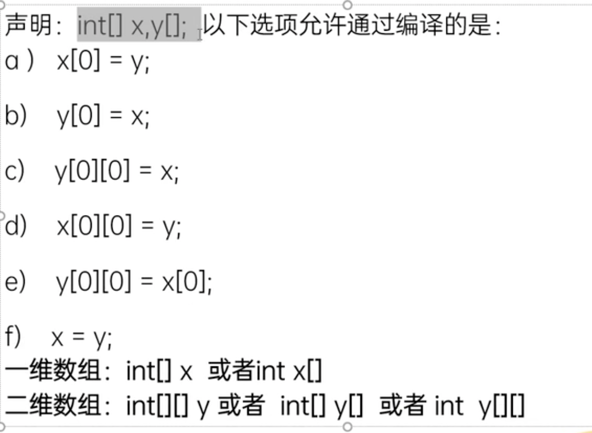 声明：int[] x,y[]; 以下选项允许通过编译的是：
a ) x[0] = y;
b) y[0] = x;
c) y[0][0] = x;
d) x[0][0] = y;
e) y[0][0] = x[0];
f) x = y;
一维数组：int[] x 或者int x[]
二维数组：int[][] y 或者 int[] y[] 或者 int y[][]